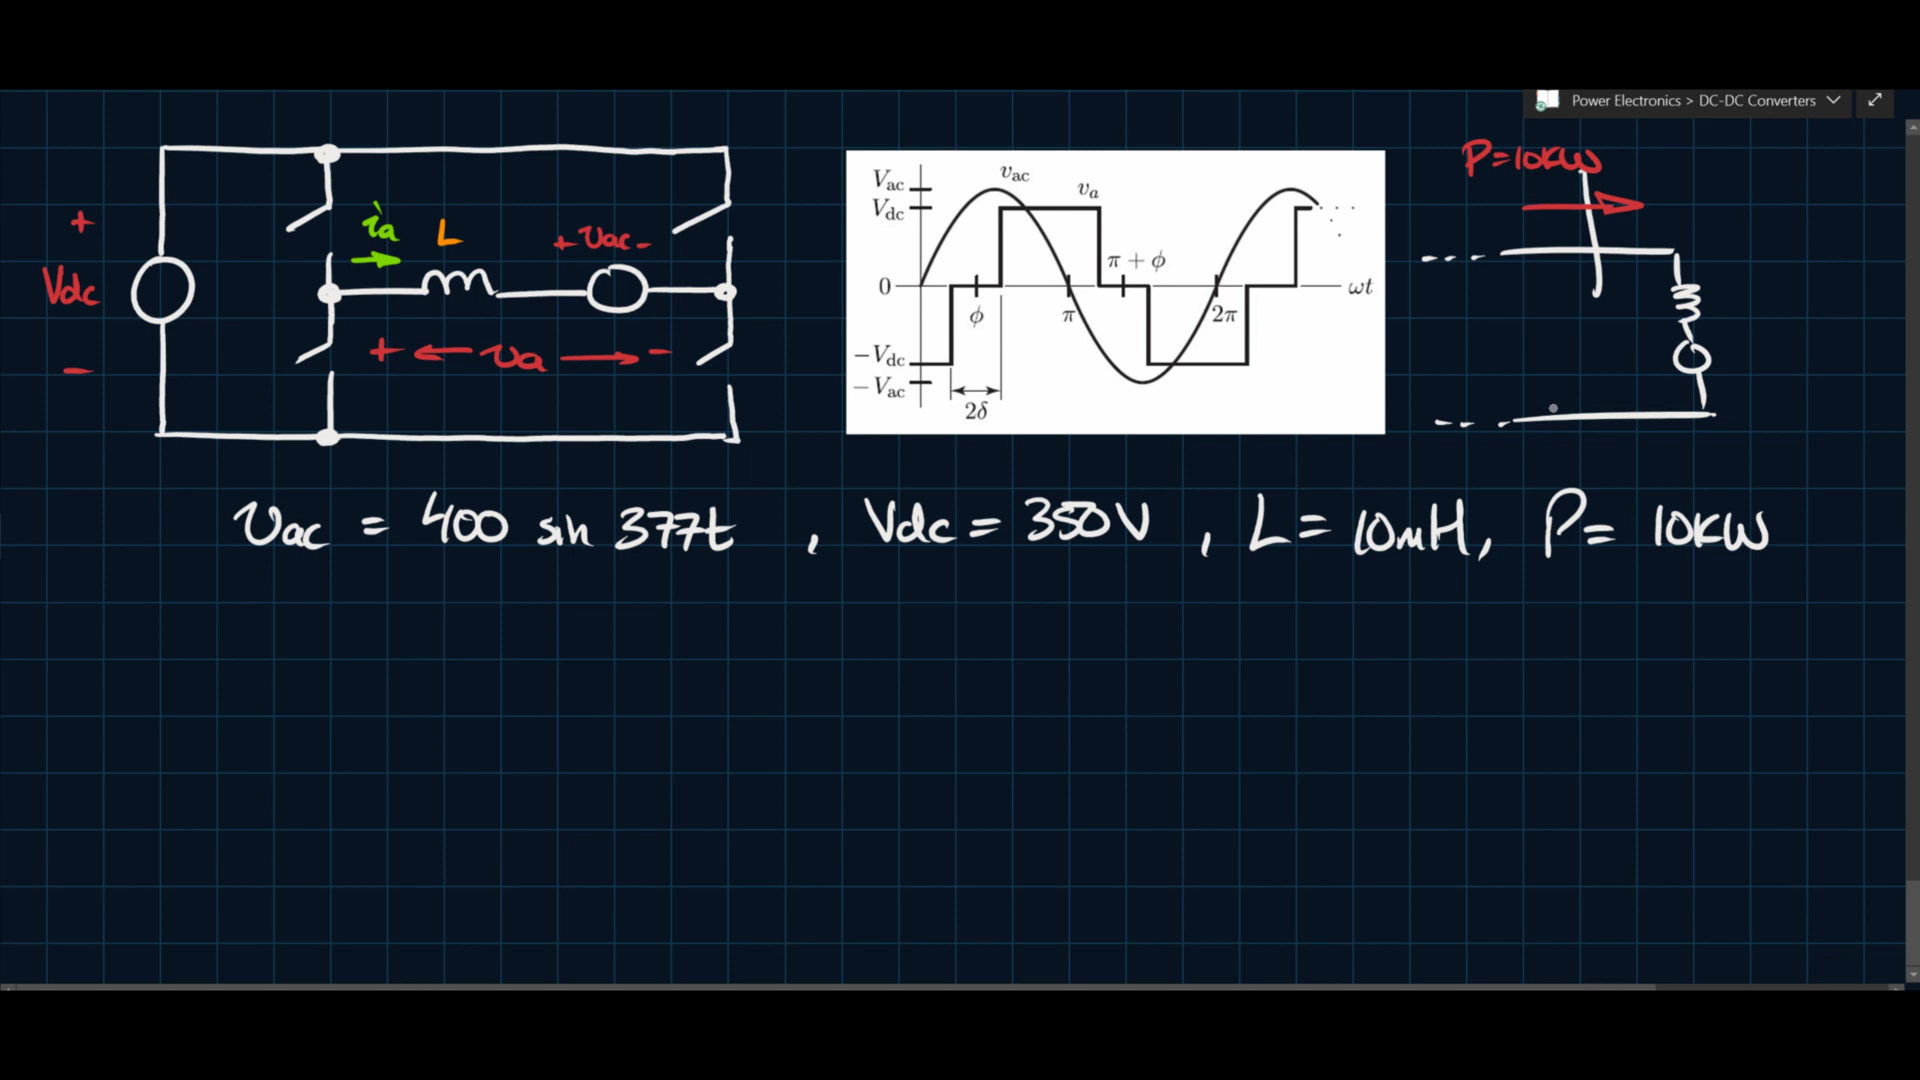 Power Electronics > DC-DC Converters
P=10KW
+
Vdc
-
ia
L
+ Vac -
+ ← va → -
Vac
Vdc
0
-Vdc
-Vac
vac
va
π + ϕ
ωt
ϕ
π
2π
2δ
Vac = 400 sin 377t , Vdc = 350V , L = 10mH, P = 10KW